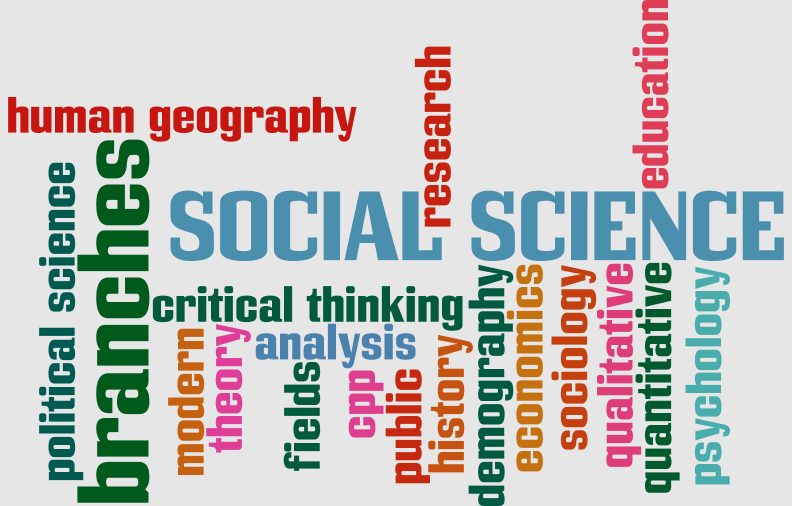 education
research
human geography
political science
branches
SOCIAL SCIENCE
critical thinking
modern
theory
analysis
fields
cpp
public
history
demography
economics
sociology
qualitative
quantitative
psychology